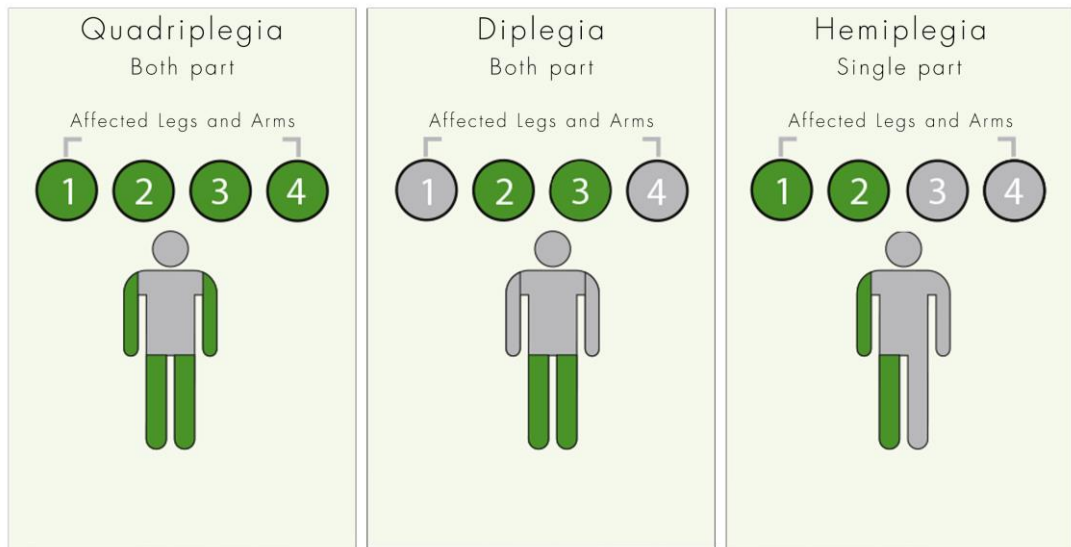 Quadriplegia
Both part
Affected Legs and Arms
1 2 3 4
Diplegia
Both part
Affected Legs and Arms
1 2 3 4
Hemiplegia
Single part
Affected Legs and Arms
1 2 3 4